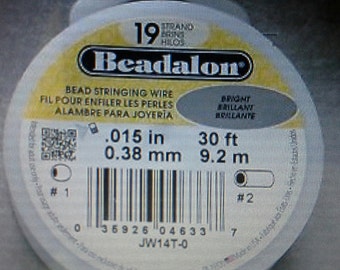 19 STRAND
BRINS
HILOS
Beadalon®
BEAD STRINGING WIRE
FIL POUR ENFILER LES PERLES
ALAMBRE PARA JOYERÍA
BRIGHT
BRILLANT
BRILLANTE
.015 in 30 ft
0.38 mm 9.2 m
# 1
#2
0 35926 04633 7
JW14T-0